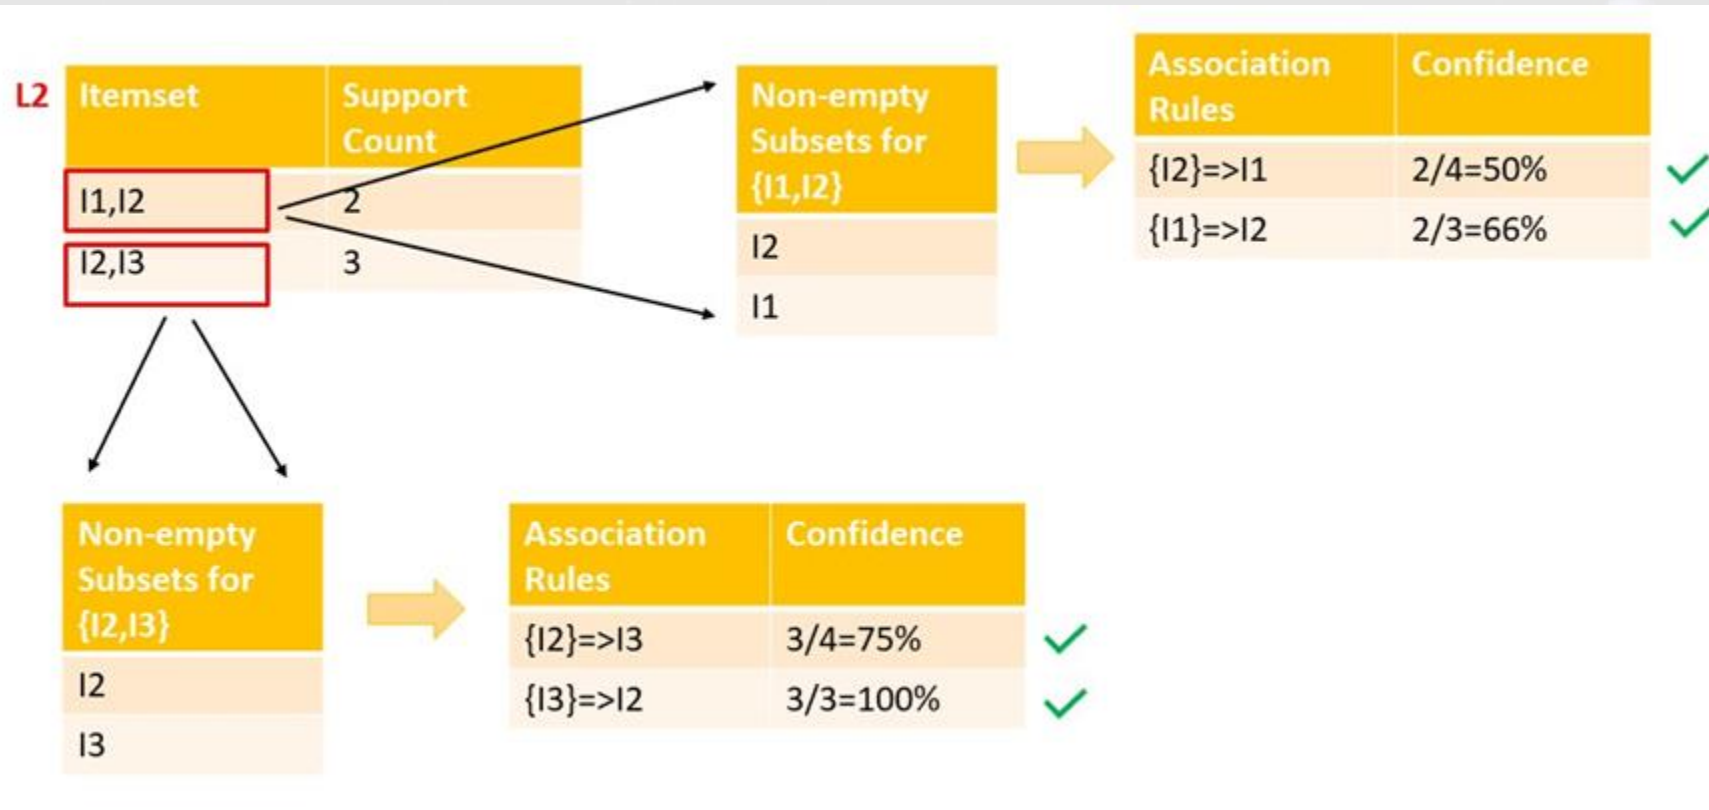 L2
Itemset
Support
Count
I1,I2
2
I2,I3
3
Non-empty
Subsets for
{I1,I2}
I2
I1
Association
Rules
Confidence
{I2}=>I1
2/4=50%
{I1}=>I2
2/3=66%
Non-empty
Subsets for
{I2,I3}
I2
I3
Association
Rules
Confidence
{I2}=>I3
3/4=75%
{I3}=>I2
3/3=100%